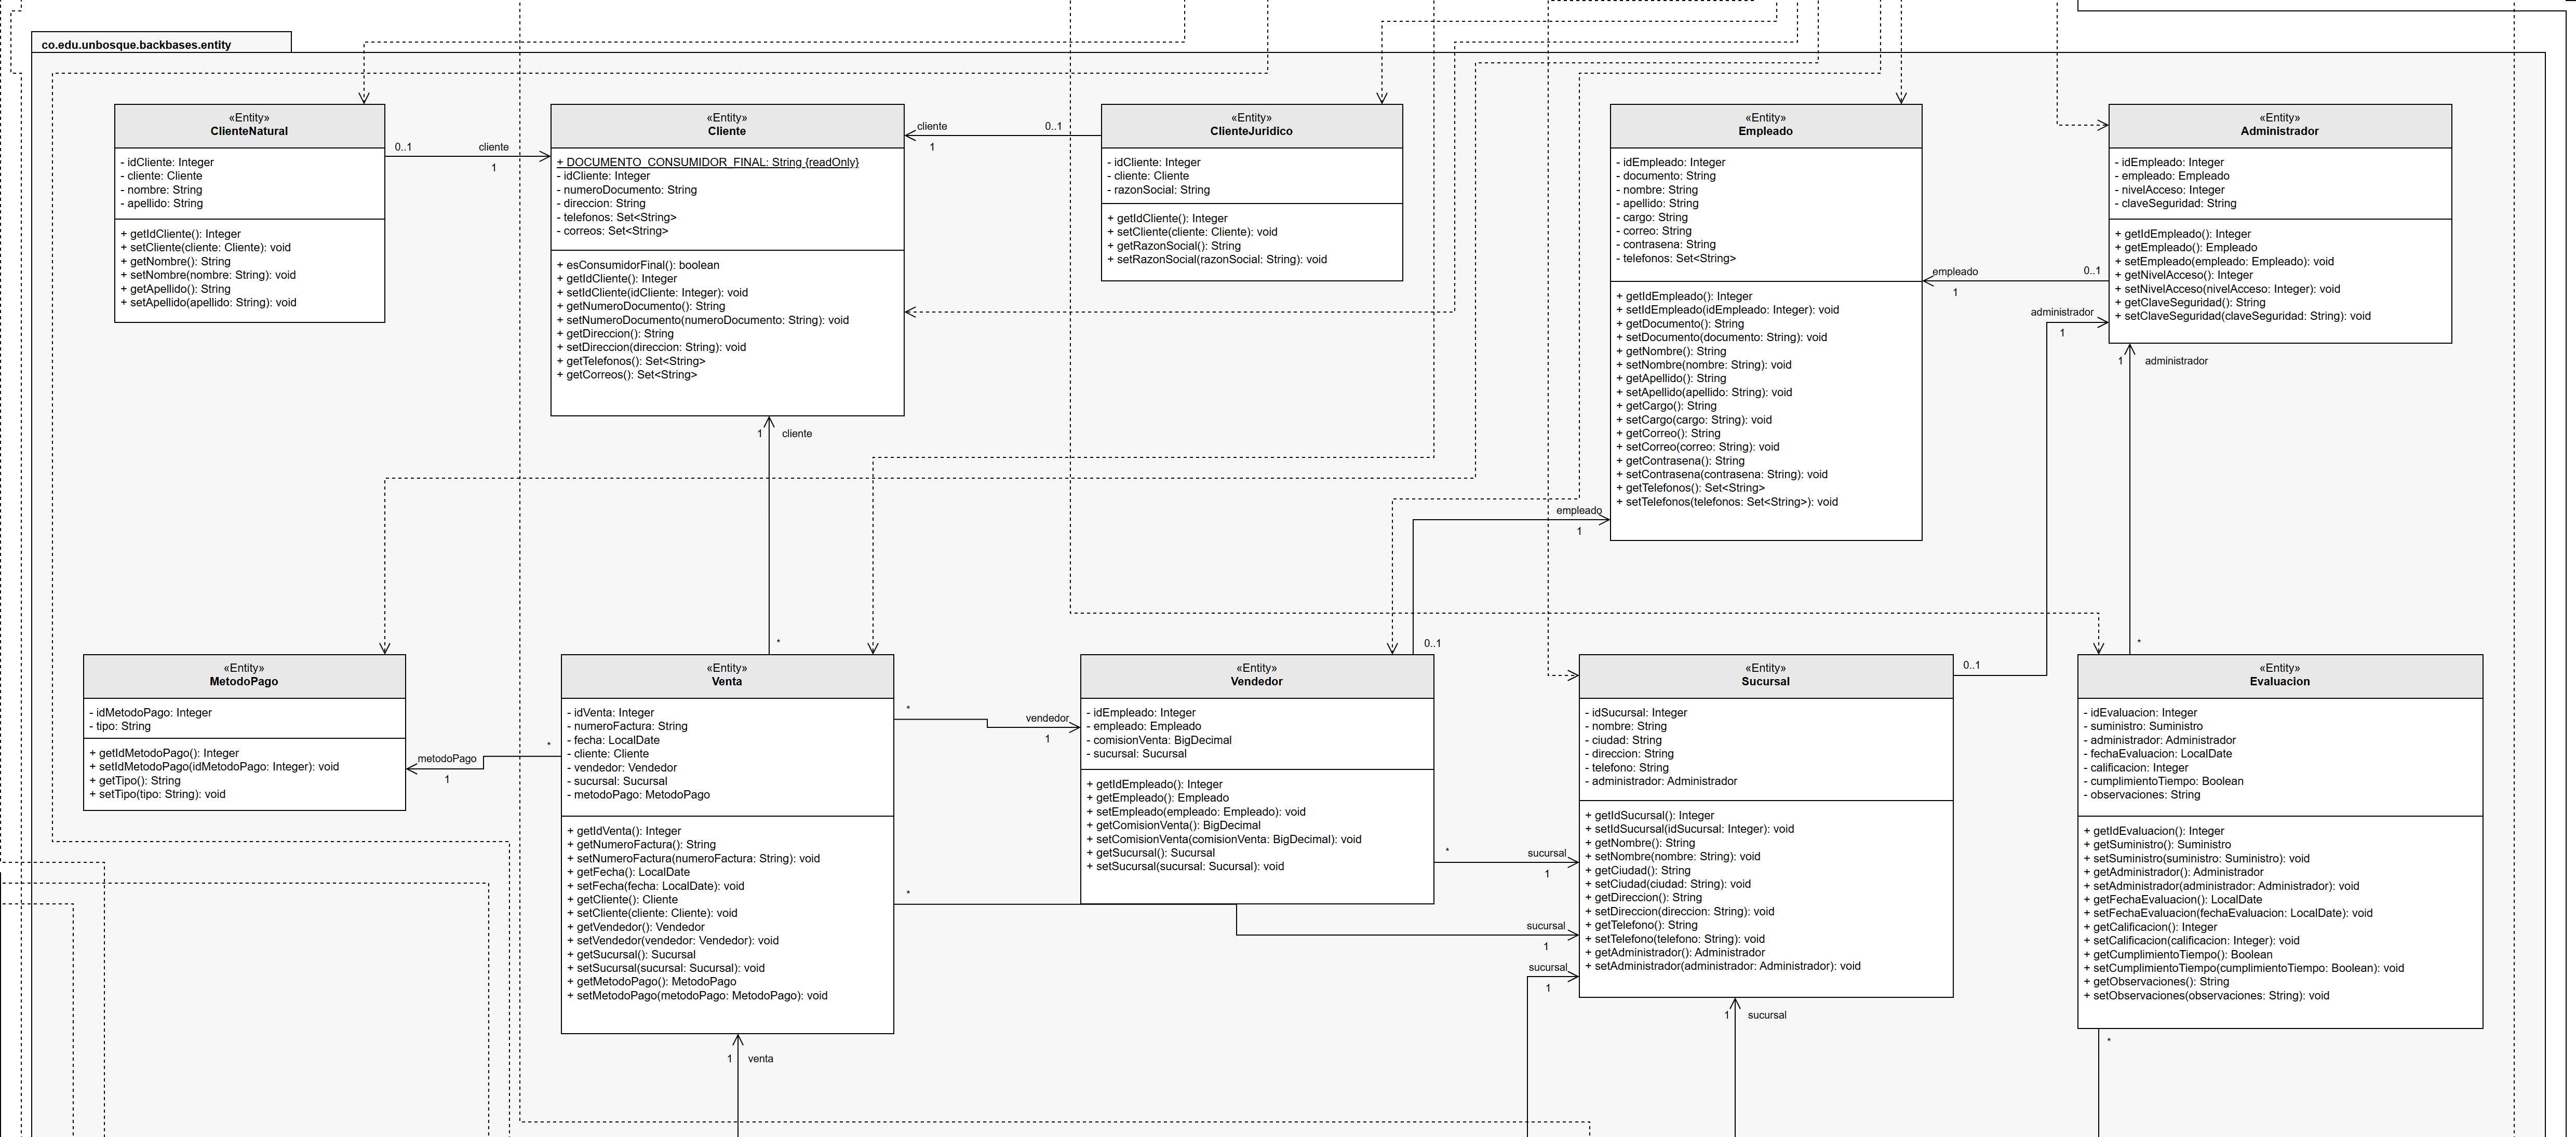 co.edu.unbosque.backbases.entity
«Entity»
ClienteNatural
- idCliente: Integer
- cliente: Cliente
- nombre: String
- apellido: String
+ getIdCliente(): Integer
+ setCliente(cliente: Cliente): void
+ getNombre(): String
+ setNombre(nombre: String): void
+ getApellido(): String
+ setApellido(apellido: String): void
0..1
cliente
1
«Entity»
Cliente
+ DOCUMENTO_CONSUMIDOR_FINAL: String {readOnly}
- idCliente: Integer
- numeroDocumento: String
- direccion: String
- telefonos: Set<String>
- correos: Set<String>
+ esConsumidorFinal(): boolean
+ getIdCliente(): Integer
+ setIdCliente(idCliente: Integer): void
+ getNumeroDocumento(): String
+ setNumeroDocumento(numeroDocumento: String): void
+ getDireccion(): String
+ setDireccion(direccion: String): void
+ getTelefonos(): Set<String>
+ getCorreos(): Set<String>
cliente
1
0..1
«Entity»
ClienteJuridico
- idCliente: Integer
- cliente: Cliente
- razonSocial: String
+ getIdCliente(): Integer
+ setCliente(cliente: Cliente): void
+ getRazonSocial(): String
+ setRazonSocial(razonSocial: String): void
«Entity»
Empleado
- idEmpleado: Integer
- documento: String
- nombre: String
- apellido: String
- cargo: String
- correo: String
- contrasena: String
- telefonos: Set<String>
+ getIdEmpleado(): Integer
+ setIdEmpleado(idEmpleado: Integer): void
+ getDocumento(): String
+ setDocumento(documento: String): void
+ getNombre(): String
+ setNombre(nombre: String): void
+ getApellido(): String
+ setApellido(apellido: String): void
+ getCargo(): String
+ setCargo(cargo: String): void
+ getCorreo(): String
+ setCorreo(correo: String): void
+ getContrasena(): String
+ setContrasena(contrasena: String): void
+ getTelefonos(): Set<String>
+ setTelefonos(telefonos: Set<String>): void
empleado
1
0..1
«Entity»
Administrador
- idEmpleado: Integer
- empleado: Empleado
- nivelAcceso: Integer
- claveSeguridad: String
+ getIdEmpleado(): Integer
+ getEmpleado(): Empleado
+ setEmpleado(empleado: Empleado): void
+ getNivelAcceso(): Integer
+ setNivelAcceso(nivelAcceso: Integer): void
+ getClaveSeguridad(): String
+ setClaveSeguridad(claveSeguridad: String): void
administrador
1
1 administrador
1 cliente
*
empleado
1
0..1
*
«Entity»
MetodoPago
- idMetodoPago: Integer
- tipo: String
+ getIdMetodoPago(): Integer
+ setIdMetodoPago(idMetodoPago: Integer): void
+ getTipo(): String
+ setTipo(tipo: String): void
metodoPago
1
*
«Entity»
Venta
- idVenta: Integer
- numeroFactura: String
- fecha: LocalDate
- cliente: Cliente
- vendedor: Vendedor
- sucursal: Sucursal
- metodoPago: MetodoPago
+ getIdVenta(): Integer
+ getNumeroFactura(): String
+ setNumeroFactura(numeroFactura: String): void
+ getFecha(): LocalDate
+ setFecha(fecha: LocalDate): void
+ getCliente(): Cliente
+ setCliente(cliente: Cliente): void
+ getVendedor(): Vendedor
+ setVendedor(vendedor: Vendedor): void
+ getSucursal(): Sucursal
+ setSucursal(sucursal: Sucursal): void
+ getMetodoPago(): MetodoPago
+ setMetodoPago(metodoPago: MetodoPago): void
1 venta
*
vendedor
1
*
«Entity»
Vendedor
- idEmpleado: Integer
- empleado: Empleado
- comisionVenta: BigDecimal
- sucursal: Sucursal
+ getIdEmpleado(): Integer
+ getEmpleado(): Empleado
+ setEmpleado(empleado: Empleado): void
+ getComisionVenta(): BigDecimal
+ setComisionVenta(comisionVenta: BigDecimal): void
+ getSucursal(): Sucursal
+ setSucursal(sucursal: Sucursal): void
*
sucursal
1
sucursal
1
sucursal
1
«Entity»
Sucursal
- idSucursal: Integer
- nombre: String
- ciudad: String
- direccion: String
- telefono: String
- administrador: Administrador
+ getIdSucursal(): Integer
+ setIdSucursal(idSucursal: Integer): void
+ getNombre(): String
+ setNombre(nombre: String): void
+ getCiudad(): String
+ setCiudad(ciudad: String): void
+ getDireccion(): String
+ setDireccion(direccion: String): void
+ getTelefono(): String
+ setTelefono(telefono: String): void
+ getAdministrador(): Administrador
+ setAdministrador(administrador: Administrador): void
0..1
1 sucursal
«Entity»
Evaluacion
- idEvaluacion: Integer
- suministro: Suministro
- administrador: Administrador
- fechaEvaluacion: LocalDate
- calificacion: Integer
- cumplimientoTiempo: Boolean
- observaciones: String
+ getIdEvaluacion(): Integer
+ getSuministro(): Suministro
+ setSuministro(suministro: Suministro): void
+ getAdministrador(): Administrador
+ setAdministrador(administrador: Administrador): void
+ getFechaEvaluacion(): LocalDate
+ setFechaEvaluacion(fechaEvaluacion: LocalDate): void
+ getCalificacion(): Integer
+ setCalificacion(calificacion: Integer): void
+ getCumplimientoTiempo(): Boolean
+ setCumplimientoTiempo(cumplimientoTiempo: Boolean): void
+ getObservaciones(): String
+ setObservaciones(observaciones: String): void
*